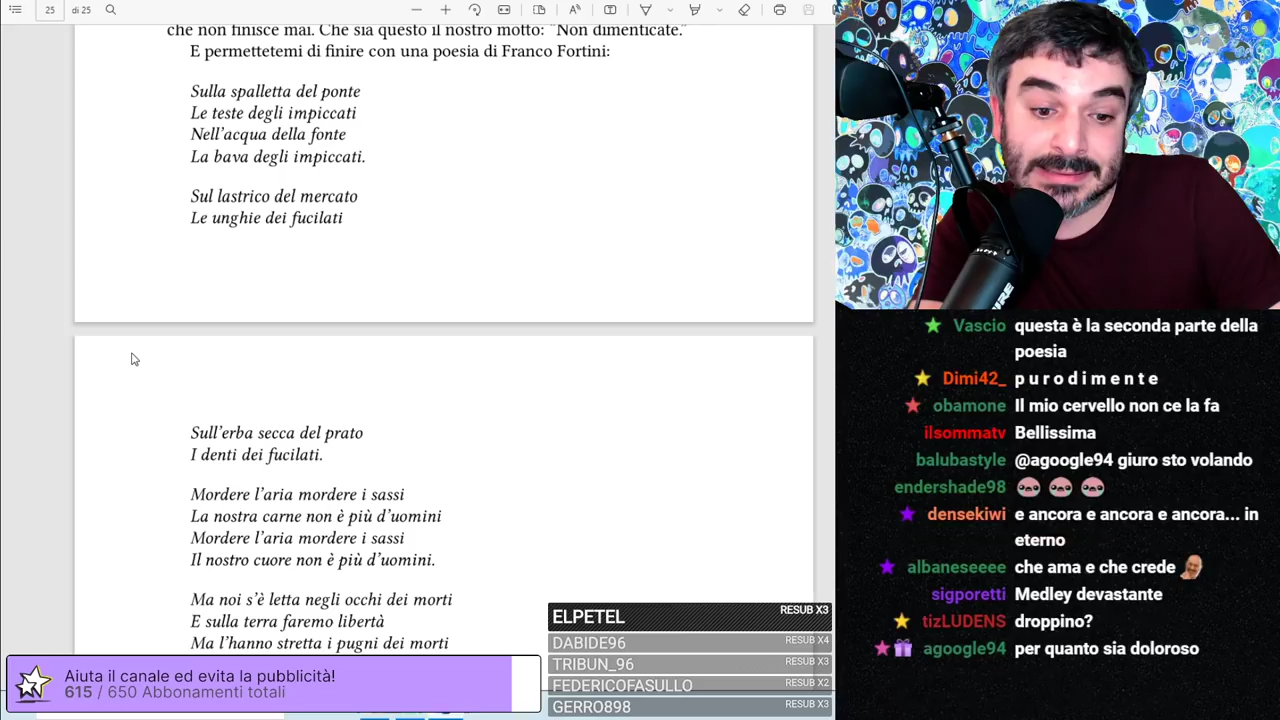 25
di 25
che non finisce mai. Che sia questo il nostro motto: "Non dimenticate."
E permettetemi di finire con una poesia di Franco Fortini:
Sulla spalletta del ponte
Le teste degli impiccati
Nell'acqua della fonte
La bava degli impiccati.
Sul lastrico del mercato
Le unghie dei fucilati
Sull'erba secca del prato
I denti dei fucilati.
Mordere l'aria mordere i sassi
La nostra carne non è più d'uomini
Mordere l'aria mordere i sassi
Il nostro cuore non è più d'uomini.
Ma noi s'è letta negli occhi dei morti
E sulla terra faremo libertà
Ma l'hanno stretta i pugni dei morti
Aiuta il canale ed evita la pubblicità!
615 / 650 Abbonamenti totali
ELPETEL RESUB X3
DABIDE96 RESUB X4
TRIBUN_96 RESUB X3
FEDERICOFASULLO RESUB X2
GERRO898 RESUB X3
Vascio questa è la seconda parte della
poesia
Dimi42_ p u r o d i m e n t e
obamone Il mio cervello non ce la fa
ilsommatv Bellissima
balubastyle @agoogle94 giuro sto volando
endershade98
densekiwi e ancora e ancora e ancora... in
eterno
albaneseeee che ama e che crede
sigporetti Medley devastante
tizLUDENS droppino?
agoogle94 per quanto sia doloroso